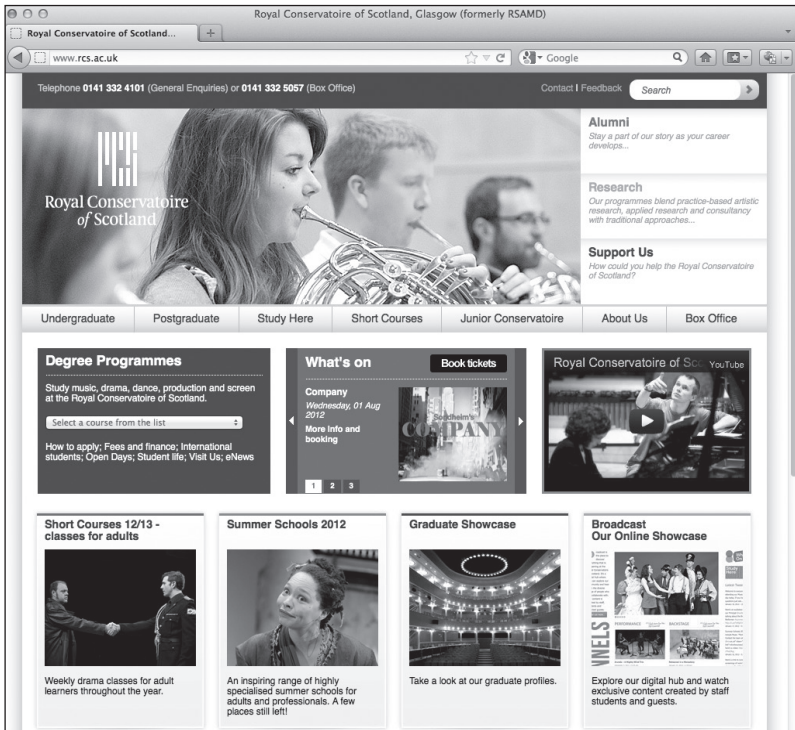 Royal Conservatoire of Scotland, Glasgow (formerly RSAMD)
Royal Conservatoire of Scotland...
www.rcs.ac.uk
Google
Telephone 0141 332 4101 (General Enquiries) or 0141 332 5057 (Box Office)
Contact | Feedback
Search
Royal Conservatoire
of Scotland
Alumni
Stay a part of our story as your career
develops...
Research
Our programmes blend practice-based artistic
research, applied research and consultancy
with traditional approaches...
Support Us
How could you help the Royal Conservatoire
of Scotland?
Undergraduate
Postgraduate
Study Here
Short Courses
Junior Conservatoire
About Us
Box Office
Degree Programmes
Study music, drama, dance, production and screen
at the Royal Conservatoire of Scotland.
Select a course from the list
How to apply; Fees and finance; International
students; Open Days; Student life; Visit Us; eNews
What's on
Book tickets
Company
Wednesday, 01 Aug
2012
More info and
booking
Sondheim's
COMPANY
1 2 3
Royal Conservatoire of Sc
YouTube
Short Courses 12/13 -
classes for adults
Weekly drama classes for adult
learners throughout the year.
Summer Schools 2012
An inspiring range of highly
specialised summer schools for
adults and professionals. A few
places still left!
Graduate Showcase
Take a look at our graduate profiles.
Broadcast
Our Online Showcase
NNELS
PERFORMANCE
BACKSTAGE
Explore our digital hub and watch
exclusive content created by staff
students and guests.